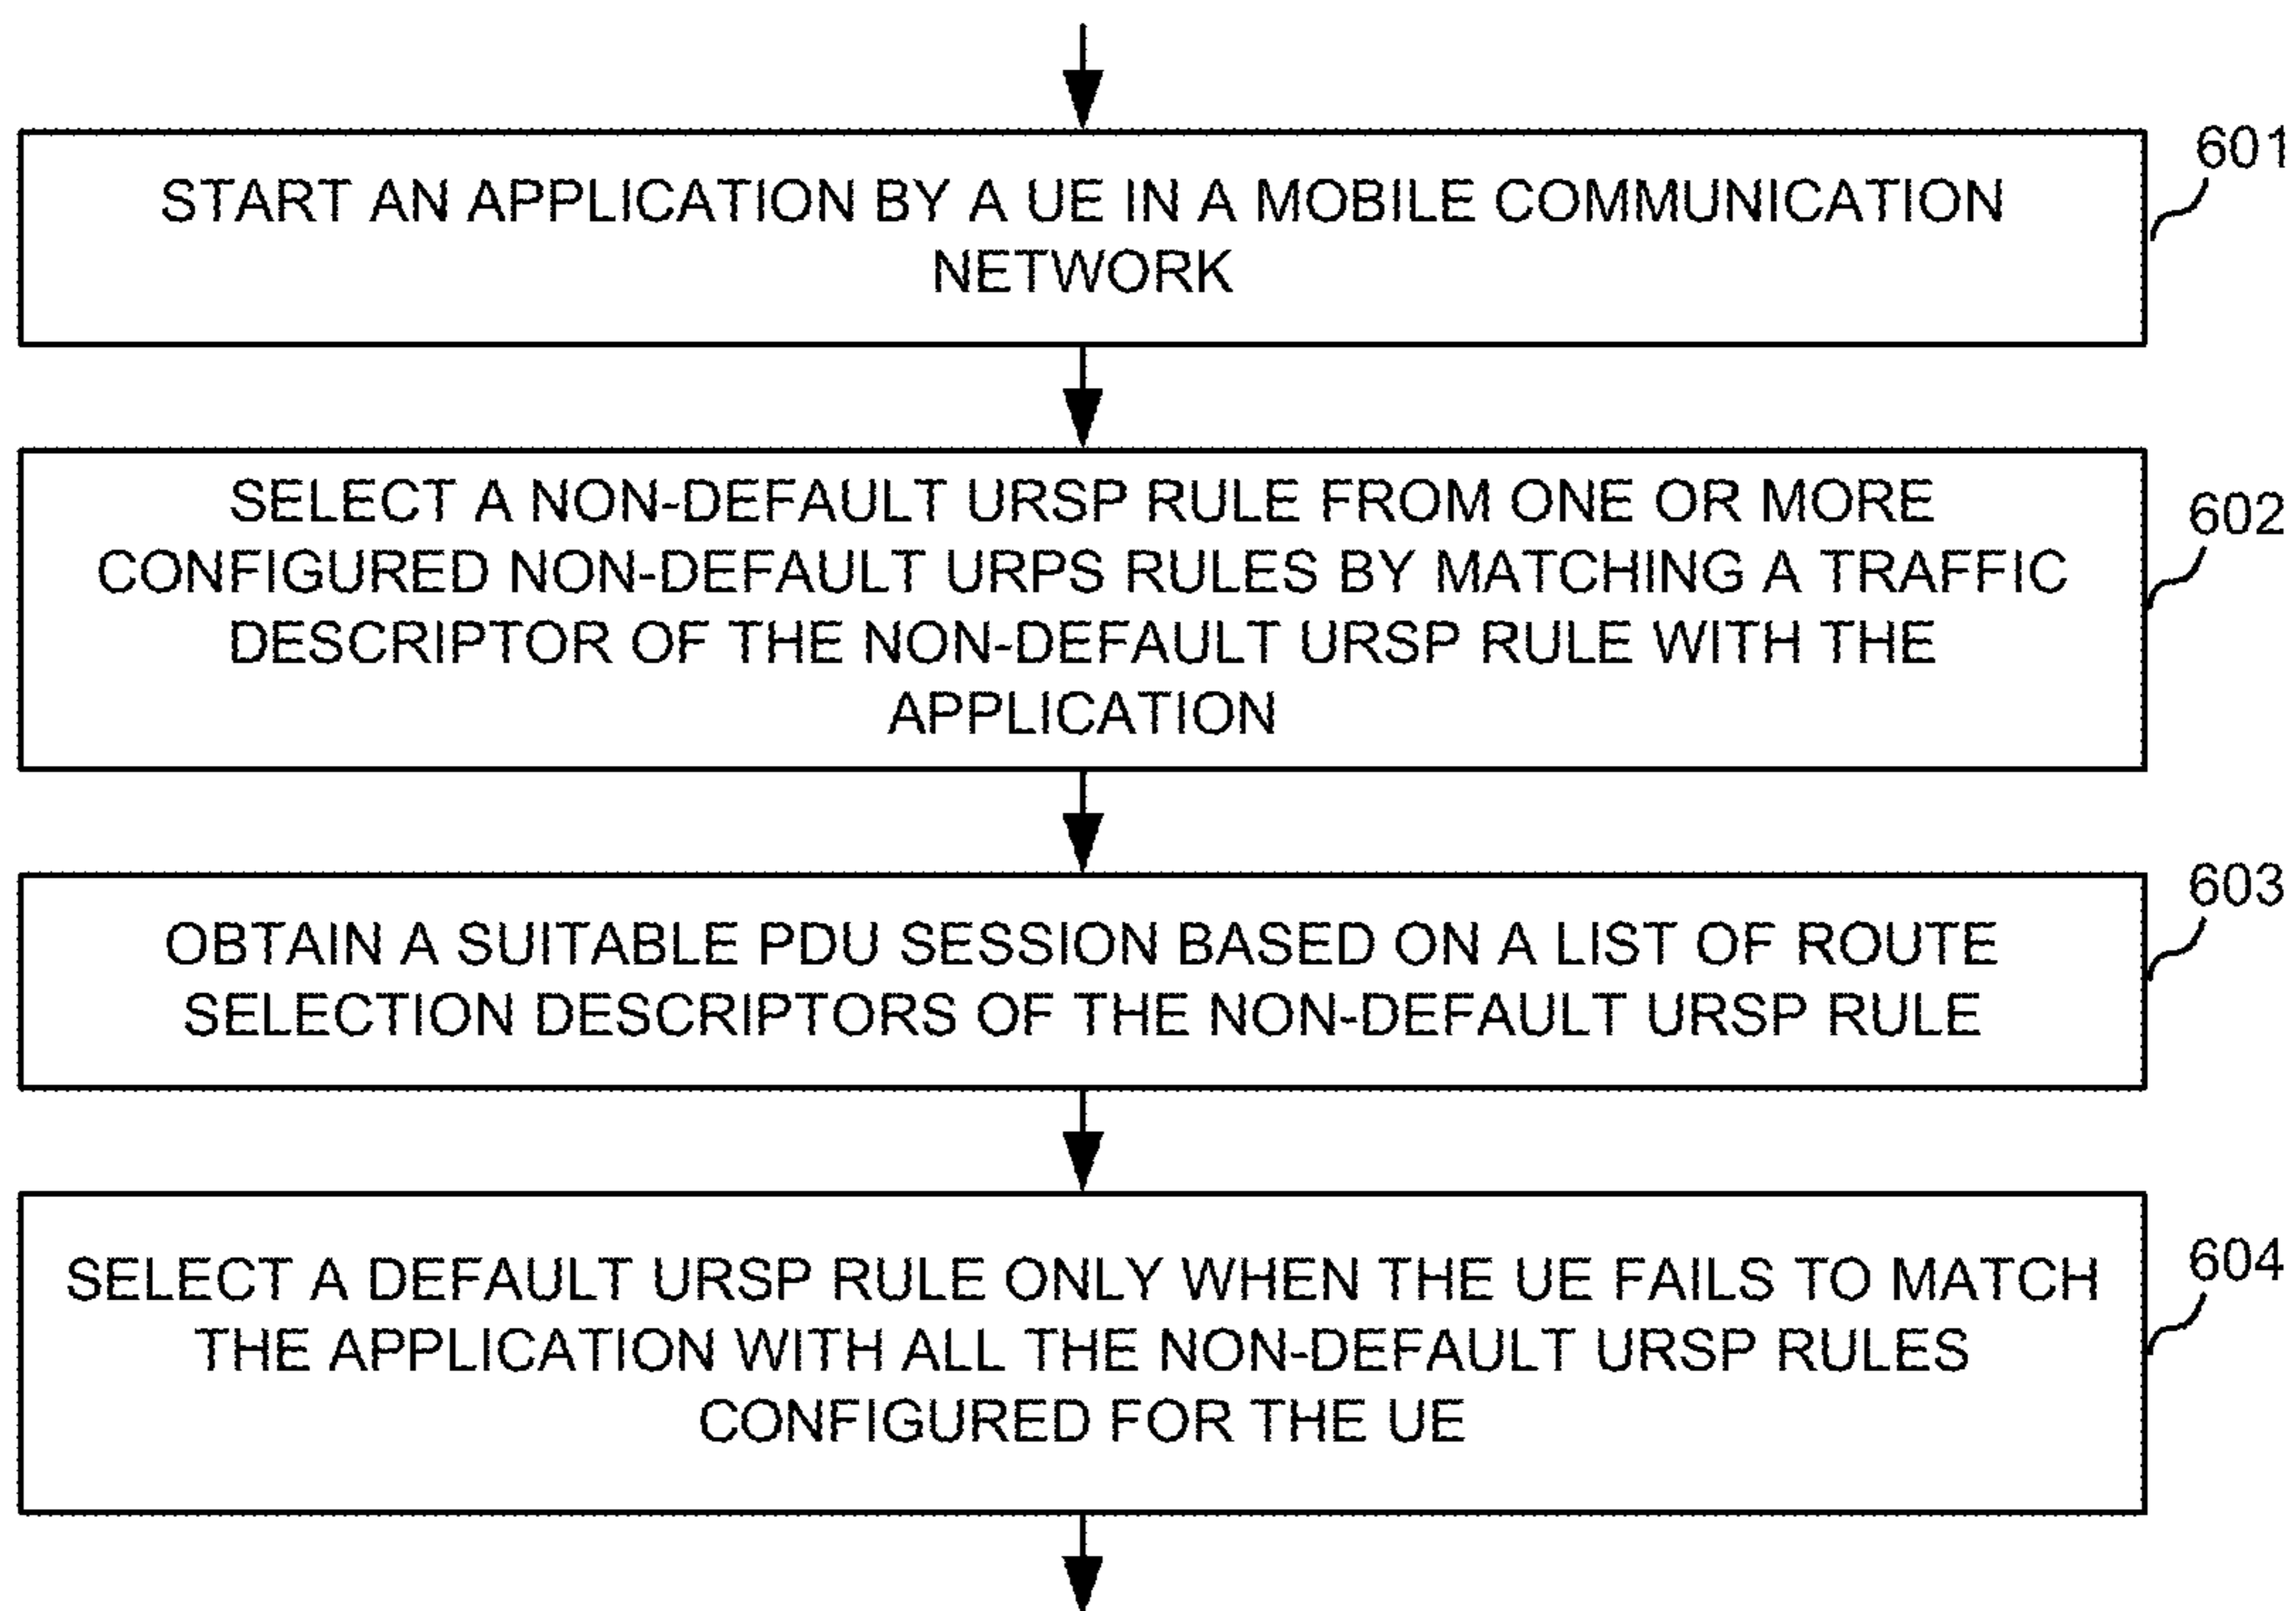 START AN APPLICATION BY A UE IN A MOBILE COMMUNICATION
NETWORK
601
SELECT A NON-DEFAULT URSP RULE FROM ONE OR MORE
CONFIGURED NON-DEFAULT URPS RULES BY MATCHING A TRAFFIC
DESCRIPTOR OF THE NON-DEFAULT URSP RULE WITH THE
APPLICATION
602
OBTAIN A SUITABLE PDU SESSION BASED ON A LIST OF ROUTE
SELECTION DESCRIPTORS OF THE NON-DEFAULT URSP RULE
603
SELECT A DEFAULT URSP RULE ONLY WHEN THE UE FAILS TO MATCH
THE APPLICATION WITH ALL THE NON-DEFAULT URSP RULES
CONFIGURED FOR THE UE
604